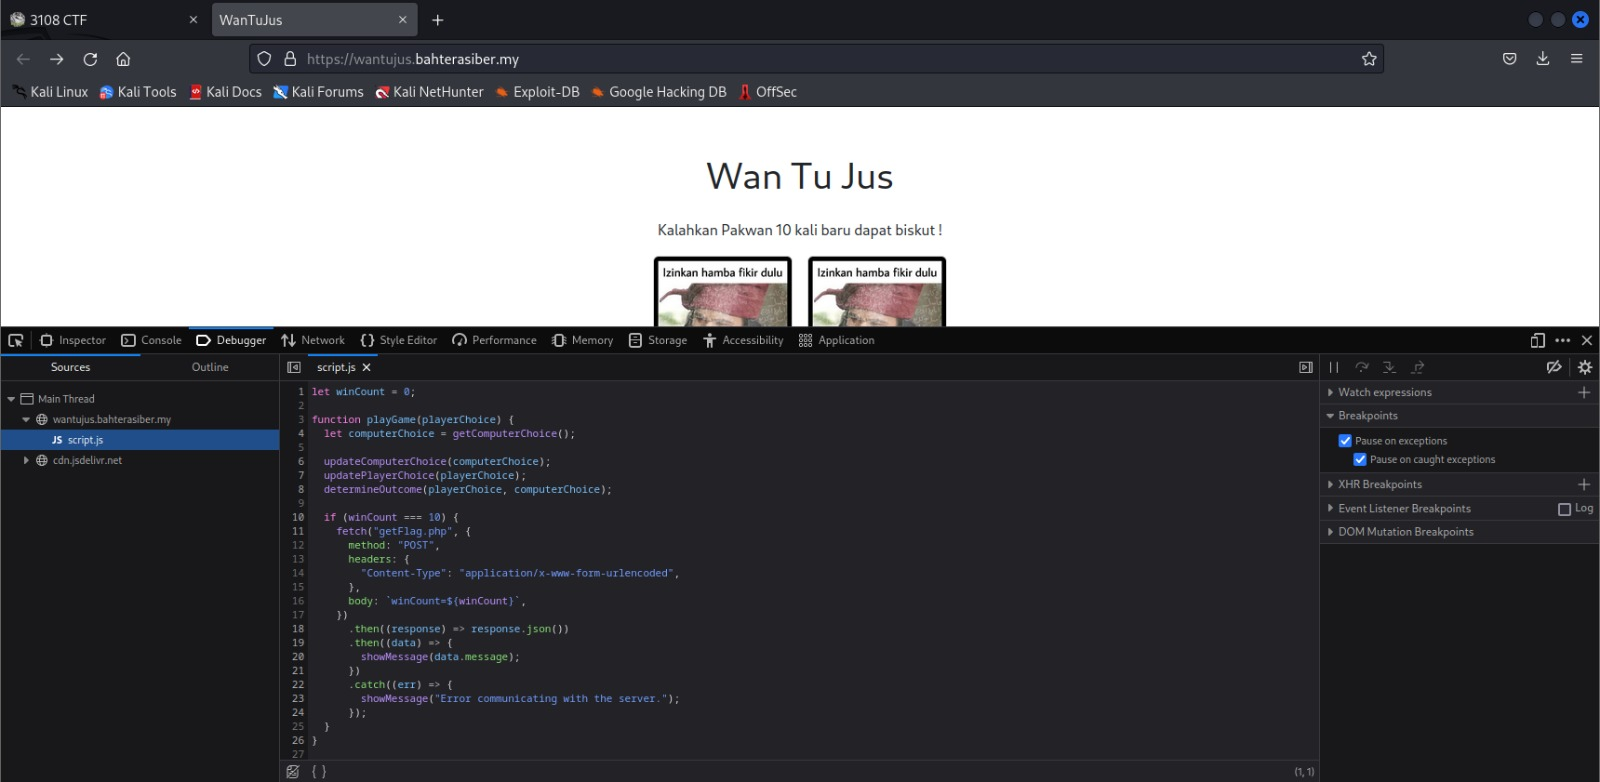 3108 CTF
WanTuJus
https://wantujus.bahterasiber.my
Kali Linux Kali Tools Kali Docs Kali Forums Kali NetHunter Exploit-DB Google Hacking DB OffSec
Wan Tu Jus
Kalahkan Pakwan 10 kali baru dapat biskut !
Izinkan hamba fikir dulu Izinkan hamba fikir dulu
Inspector Console Debugger Network Style Editor Performance Memory Storage Accessibility Application
Sources Outline
script.js
Main Thread
wantujus.bahterasiber.my
JS script.js
cdn.jsdelivr.net
1 let winCount = 0;
2
3 function playGame(playerChoice) {
4 let computerChoice = getComputerChoice();
5
6 updateComputerChoice(computerChoice);
7 updatePlayerChoice(playerChoice);
8 determineOutcome(playerChoice, computerChoice);
9
10 if (winCount === 10) {
11 fetch("getFlag.php", {
12 method: "POST",
13 headers: {
14 "Content-Type": "application/x-www-form-urlencoded",
15 },
16 body: `winCount=${winCount}`,
17 })
18 .then((response) => response.json())
19 .then((data) => {
20 showMessage(data.message);
21 })
22 .catch((err) => {
23 showMessage("Error communicating with the server.");
24 });
25 }
26 }
27
{ }
(1, 1)
Watch expressions
Breakpoints
Pause on exceptions
Pause on caught exceptions
XHR Breakpoints
Event Listener Breakpoints Log
DOM Mutation Breakpoints